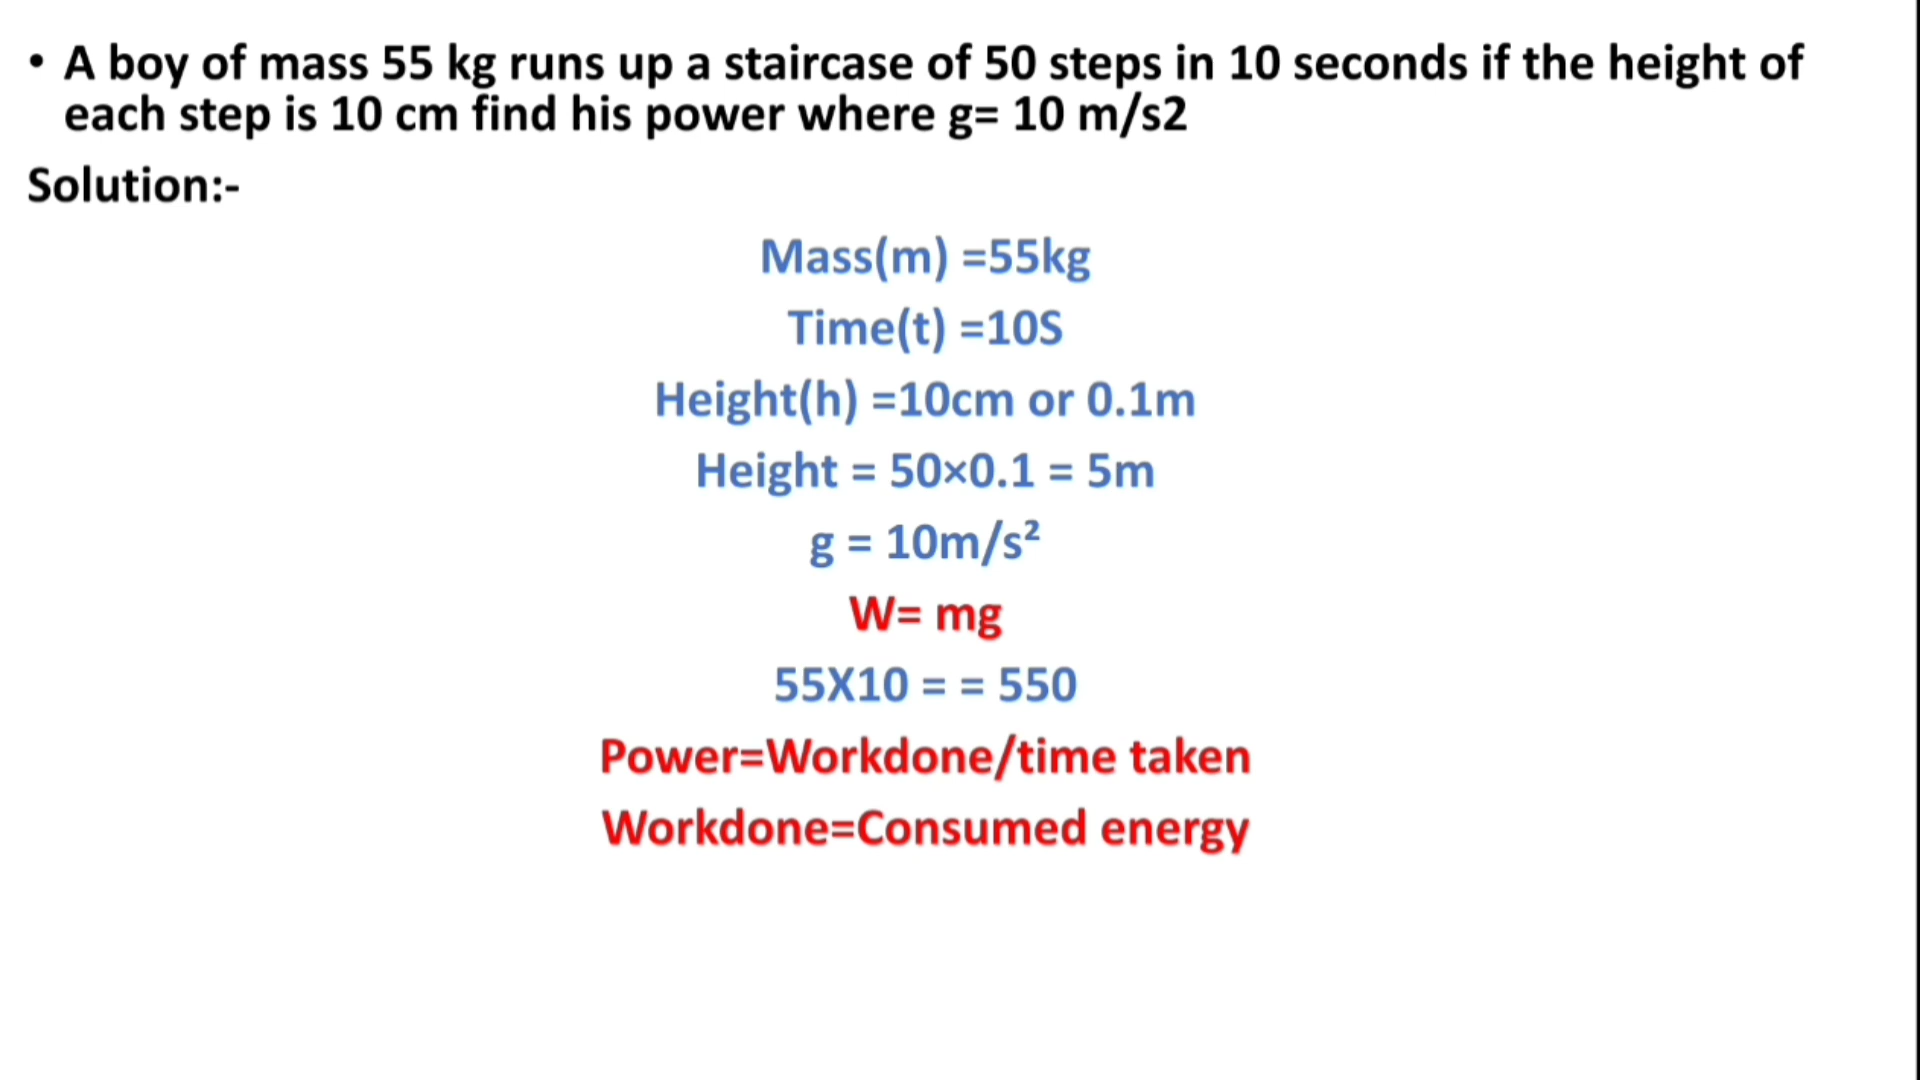 • A boy of mass 55 kg runs up a staircase of 50 steps in 10 seconds if the height of
each step is 10 cm find his power where g= 10 m/s2
Solution:-
Mass(m) =55kg
Time(t) =10S
Height(h) =10cm or 0.1m
Height = 50×0.1 = 5m
g = 10m/s²
W= mg
55X10 = = 550
Power=Workdone/time taken
Workdone=Consumed energy